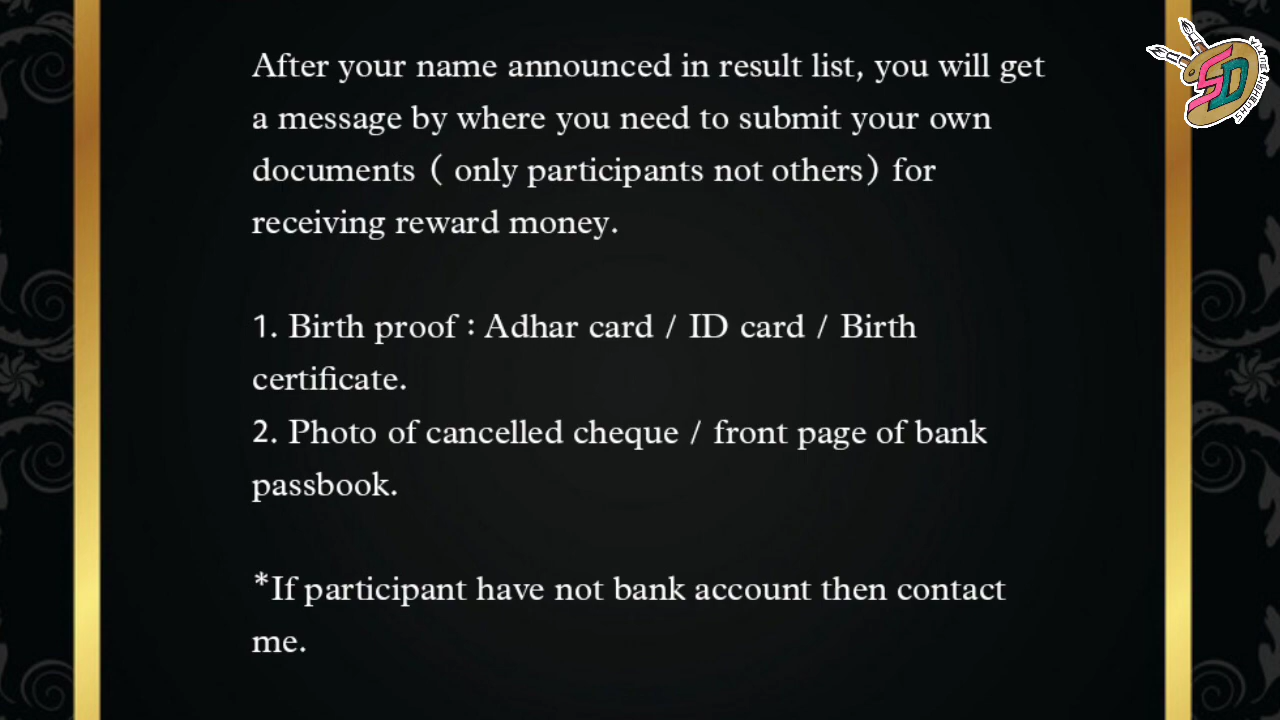 After your name announced in result list, you will get
a message by where you need to submit your own
documents ( only participants not others) for
receiving reward money.
1. Birth proof : Adhar card / ID card / Birth
certificate.
2. Photo of cancelled cheque / front page of bank
passbook.
*If participant have not bank account then contact
me.
SD